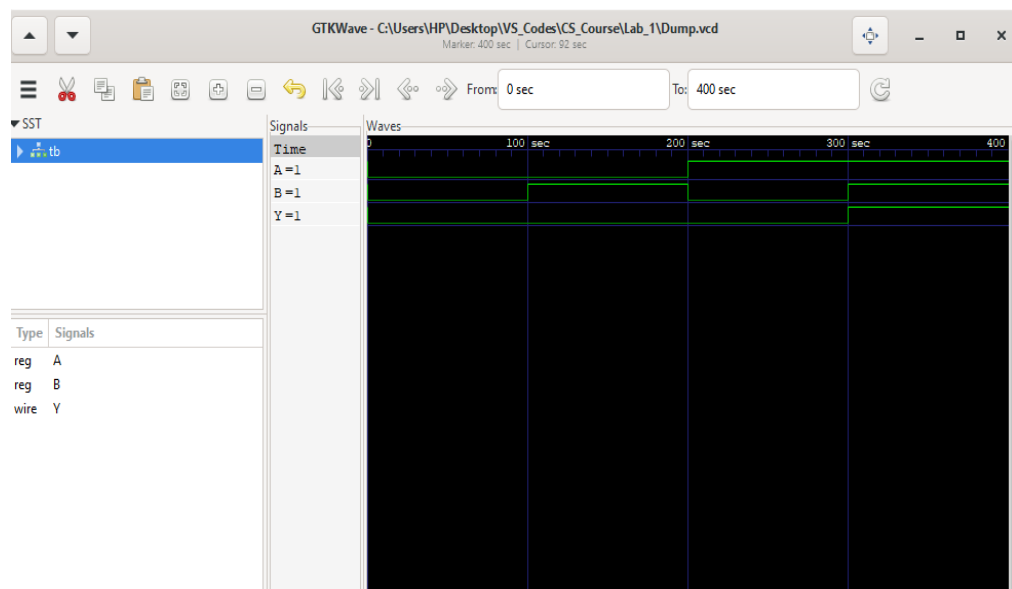 GTKWave - C:\Users\HP\Desktop\VS_Codes\CS_Course\Lab_1\Dump.vcd
Marker: 400 sec | Cursor: 92 sec
From: 0 sec To: 400 sec
SST
tb
Signals
Waves
Time
0 100 sec 200 sec 300 sec 400
A=1
B=1
Y=1
Type Signals
reg A
reg B
wire Y